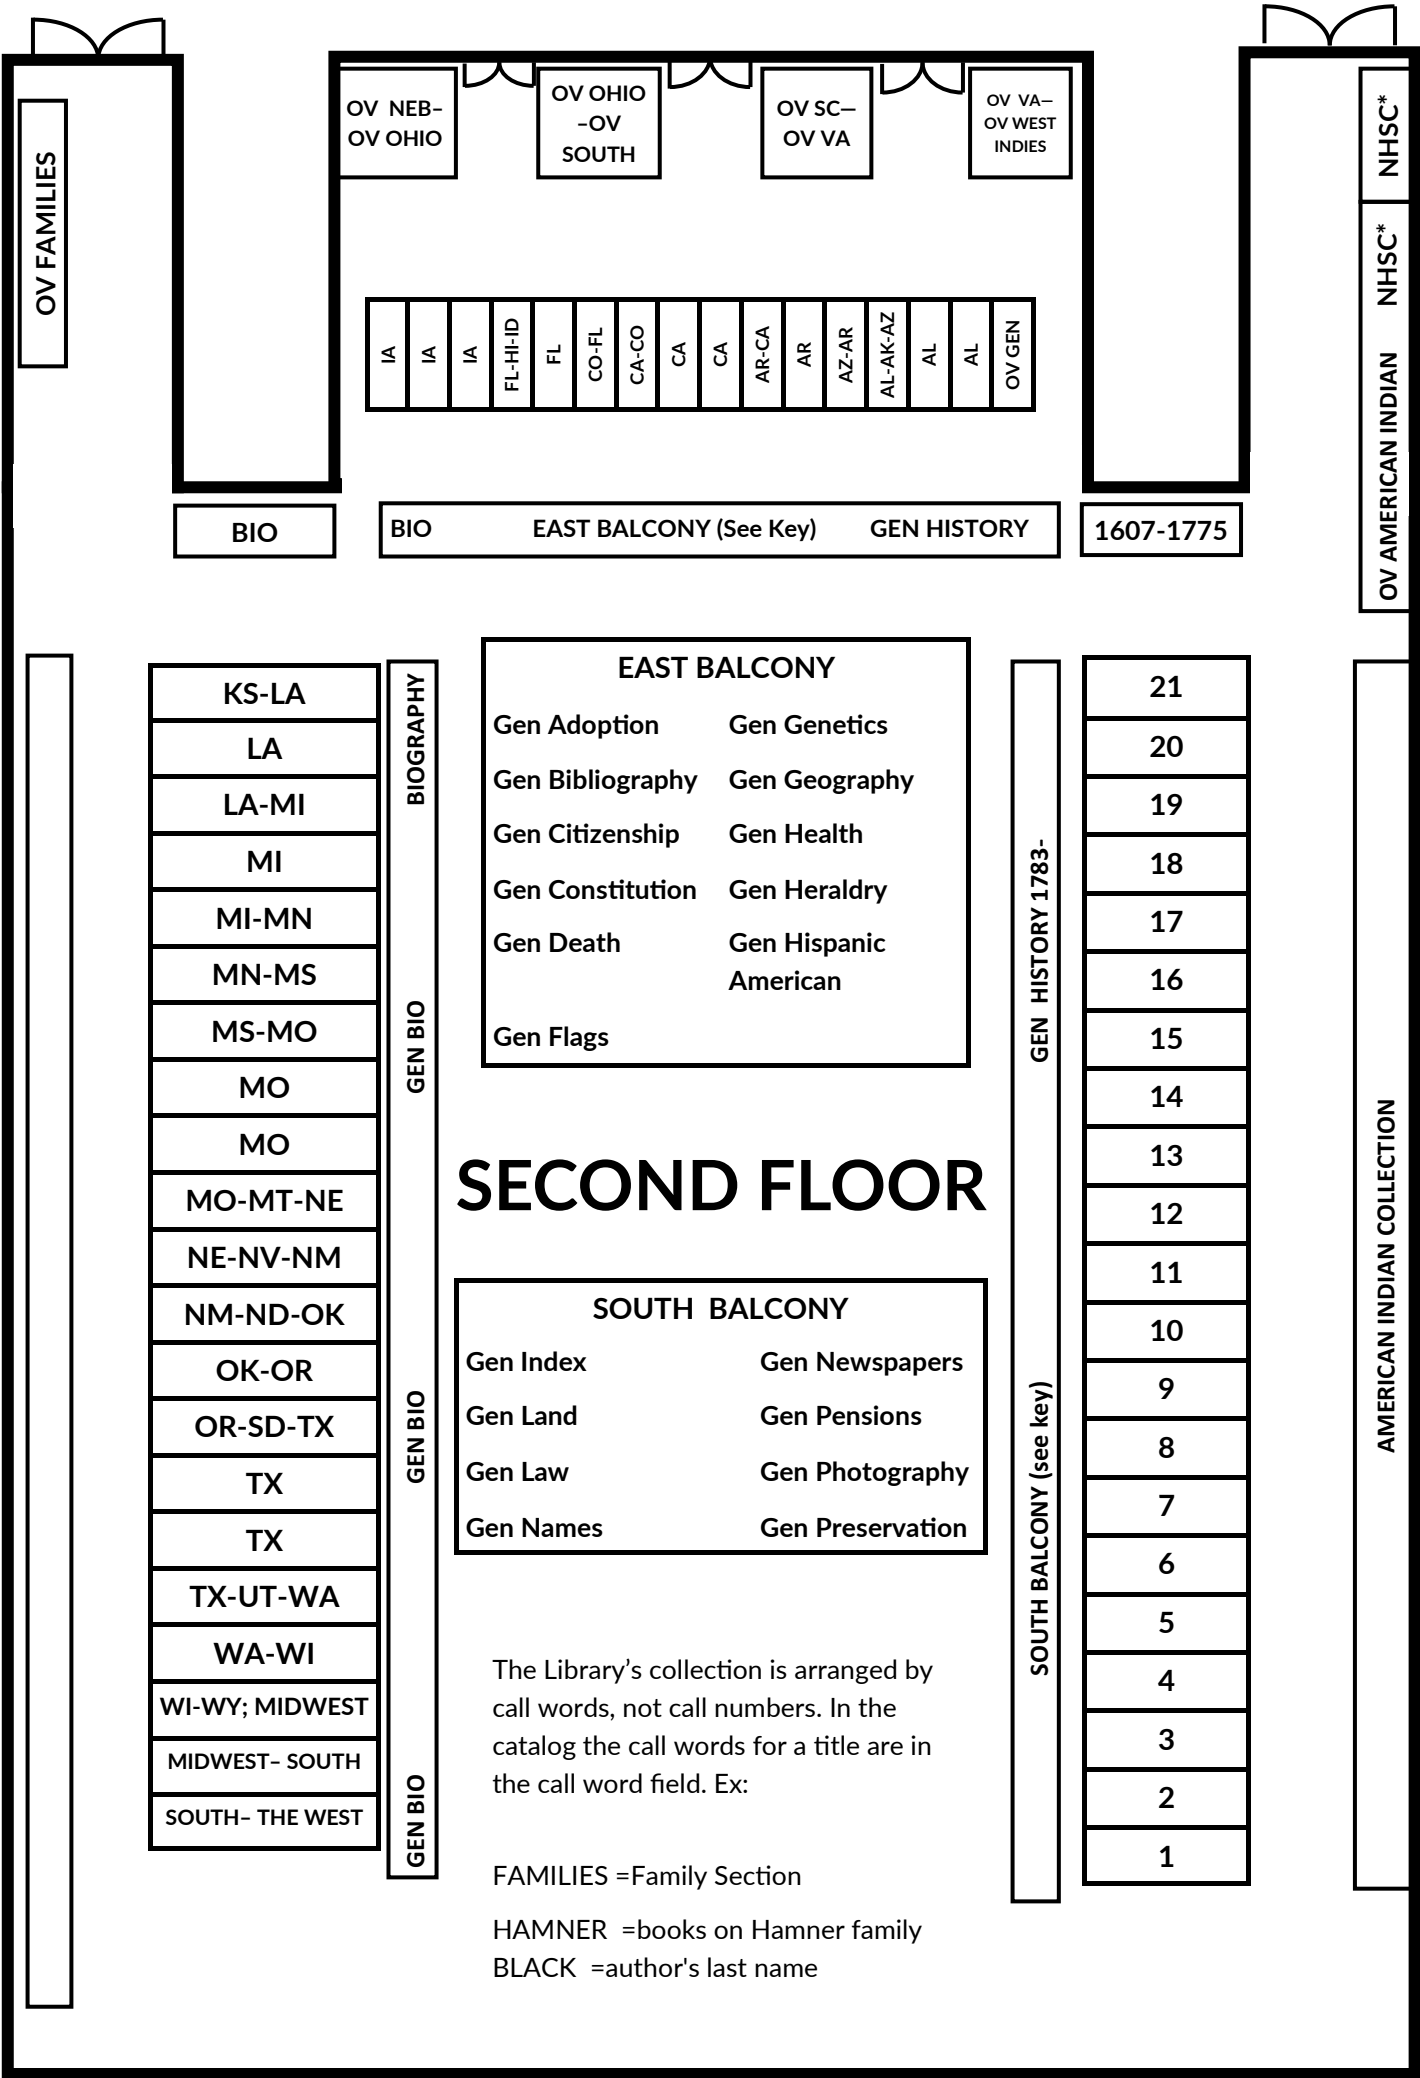 OV FAMILIES
OV  NEB–
OV OHIO
OV OHIO
–OV
SOUTH
OV SC—
OV VA
OV  VA—
OV WEST
INDIES
NHSC*
NHSC*
OV AMERICAN INDIAN
IA
IA
IA
FL-HI-ID
FL
CO-FL
CA-CO
CA
CA
AR-CA
AR
AZ-AR
AL-AK-AZ
AL
AL
OV GEN
BIO
BIO EAST BALCONY (See Key) GEN HISTORY
1607-1775
KS-LA
LA
LA-MI
MI
MI-MN
MN-MS
MS-MO
MO
MO
MO-MT-NE
NE-NV-NM
NM-ND-OK
OK-OR
OR-SD-TX
TX
TX
TX-UT-WA
WA-WI
WI-WY; MIDWEST
MIDWEST– SOUTH
SOUTH– THE WEST
BIOGRAPHY
GEN BIO
GEN BIO
GEN BIO
EAST BALCONY
Gen Adoption Gen Genetics
Gen Bibliography Gen Geography
Gen Citizenship Gen Health
Gen Constitution Gen Heraldry
Gen Death Gen Hispanic
American
Gen Flags
SECOND FLOOR
SOUTH  BALCONY
Gen Index Gen Newspapers
Gen Land Gen Pensions
Gen Law Gen Photography
Gen Names Gen Preservation
The Library’s collection is arranged by
call words, not call numbers. In the
catalog the call words for a title are in
the call word field. Ex:
FAMILIES =Family Section
HAMNER  =books on Hamner family
BLACK  =author's last name
GEN  HISTORY 1783-
SOUTH BALCONY (see key)
21
20
19
18
17
16
15
14
13
12
11
10
9
8
7
6
5
4
3
2
1
AMERICAN INDIAN COLLECTION